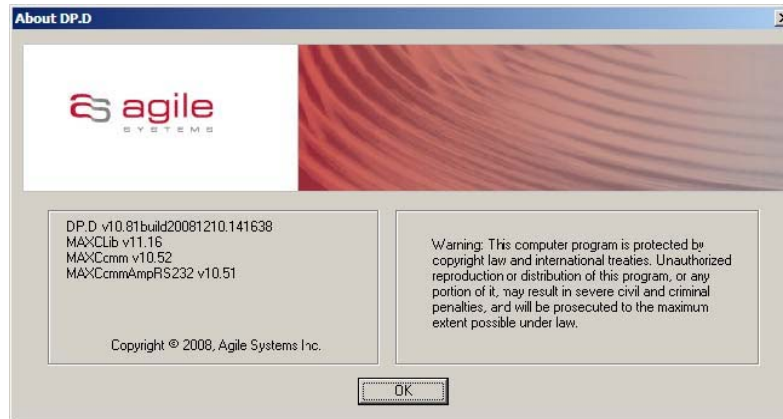 About DP.D
as agile
SYSTEMS
DP.D v10.81build20081210.141638
MAXCLib v11.16
MAXCcmm v10.52
MAXCcmmAmpRS232 v10.51
Copyright © 2008, Agile Systems Inc.
Warning: This computer program is protected by
copyright law and international treaties. Unauthorized
reproduction or distribution of this program, or any
portion of it, may result in severe civil and criminal
penalties, and will be prosecuted to the maximum
extent possible under law.
OK